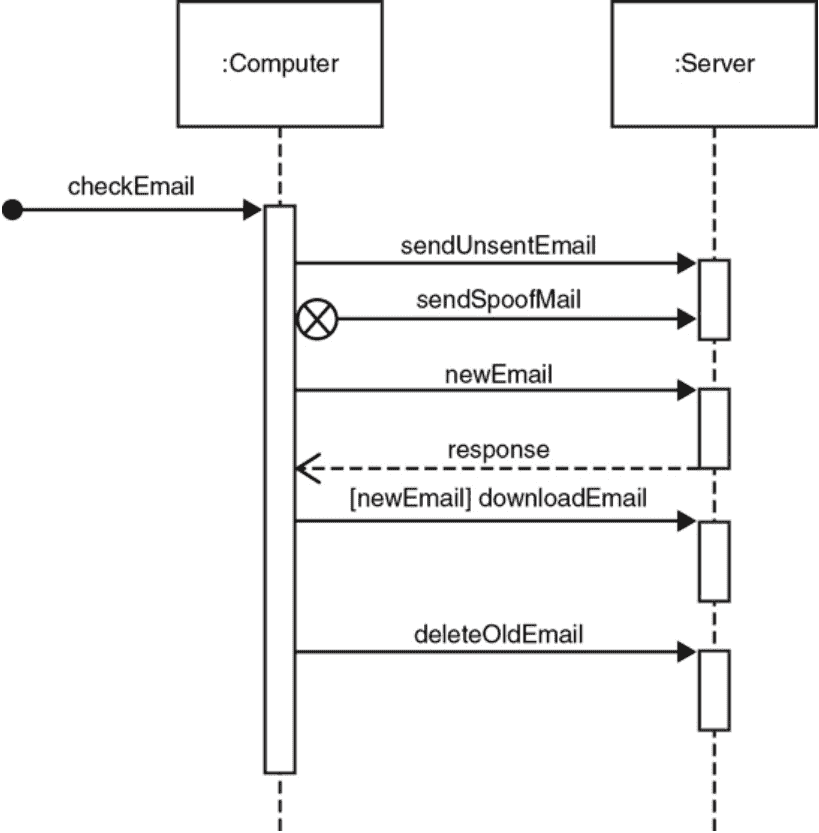 :Computer
:Server
checkEmail
sendUnsentEmail
sendSpoofMail
newEmail
response
[newEmail] downloadEmail
deleteOldEmail